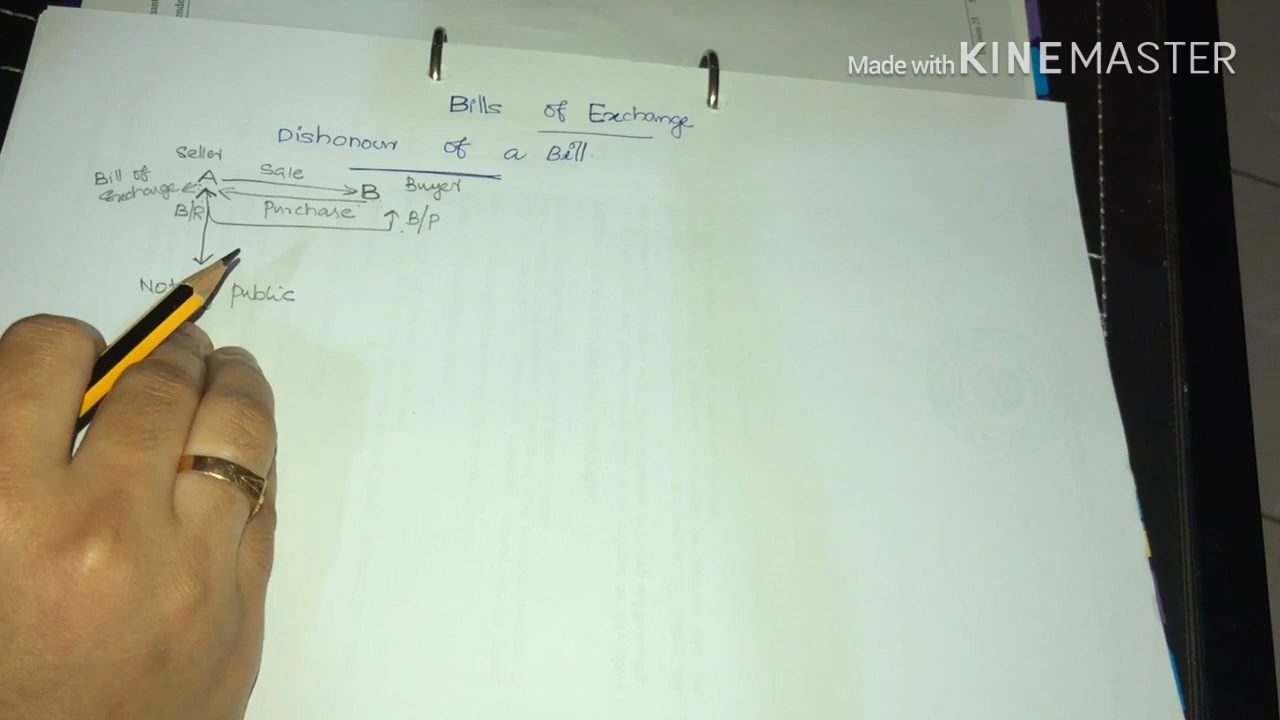 Made with KINEMASTER
Bills of Exchange
Dishonour of a Bill.
Seller
Bill of Exchange
A
Sale
B
Buyer
B/R
Purchase
B/P
public